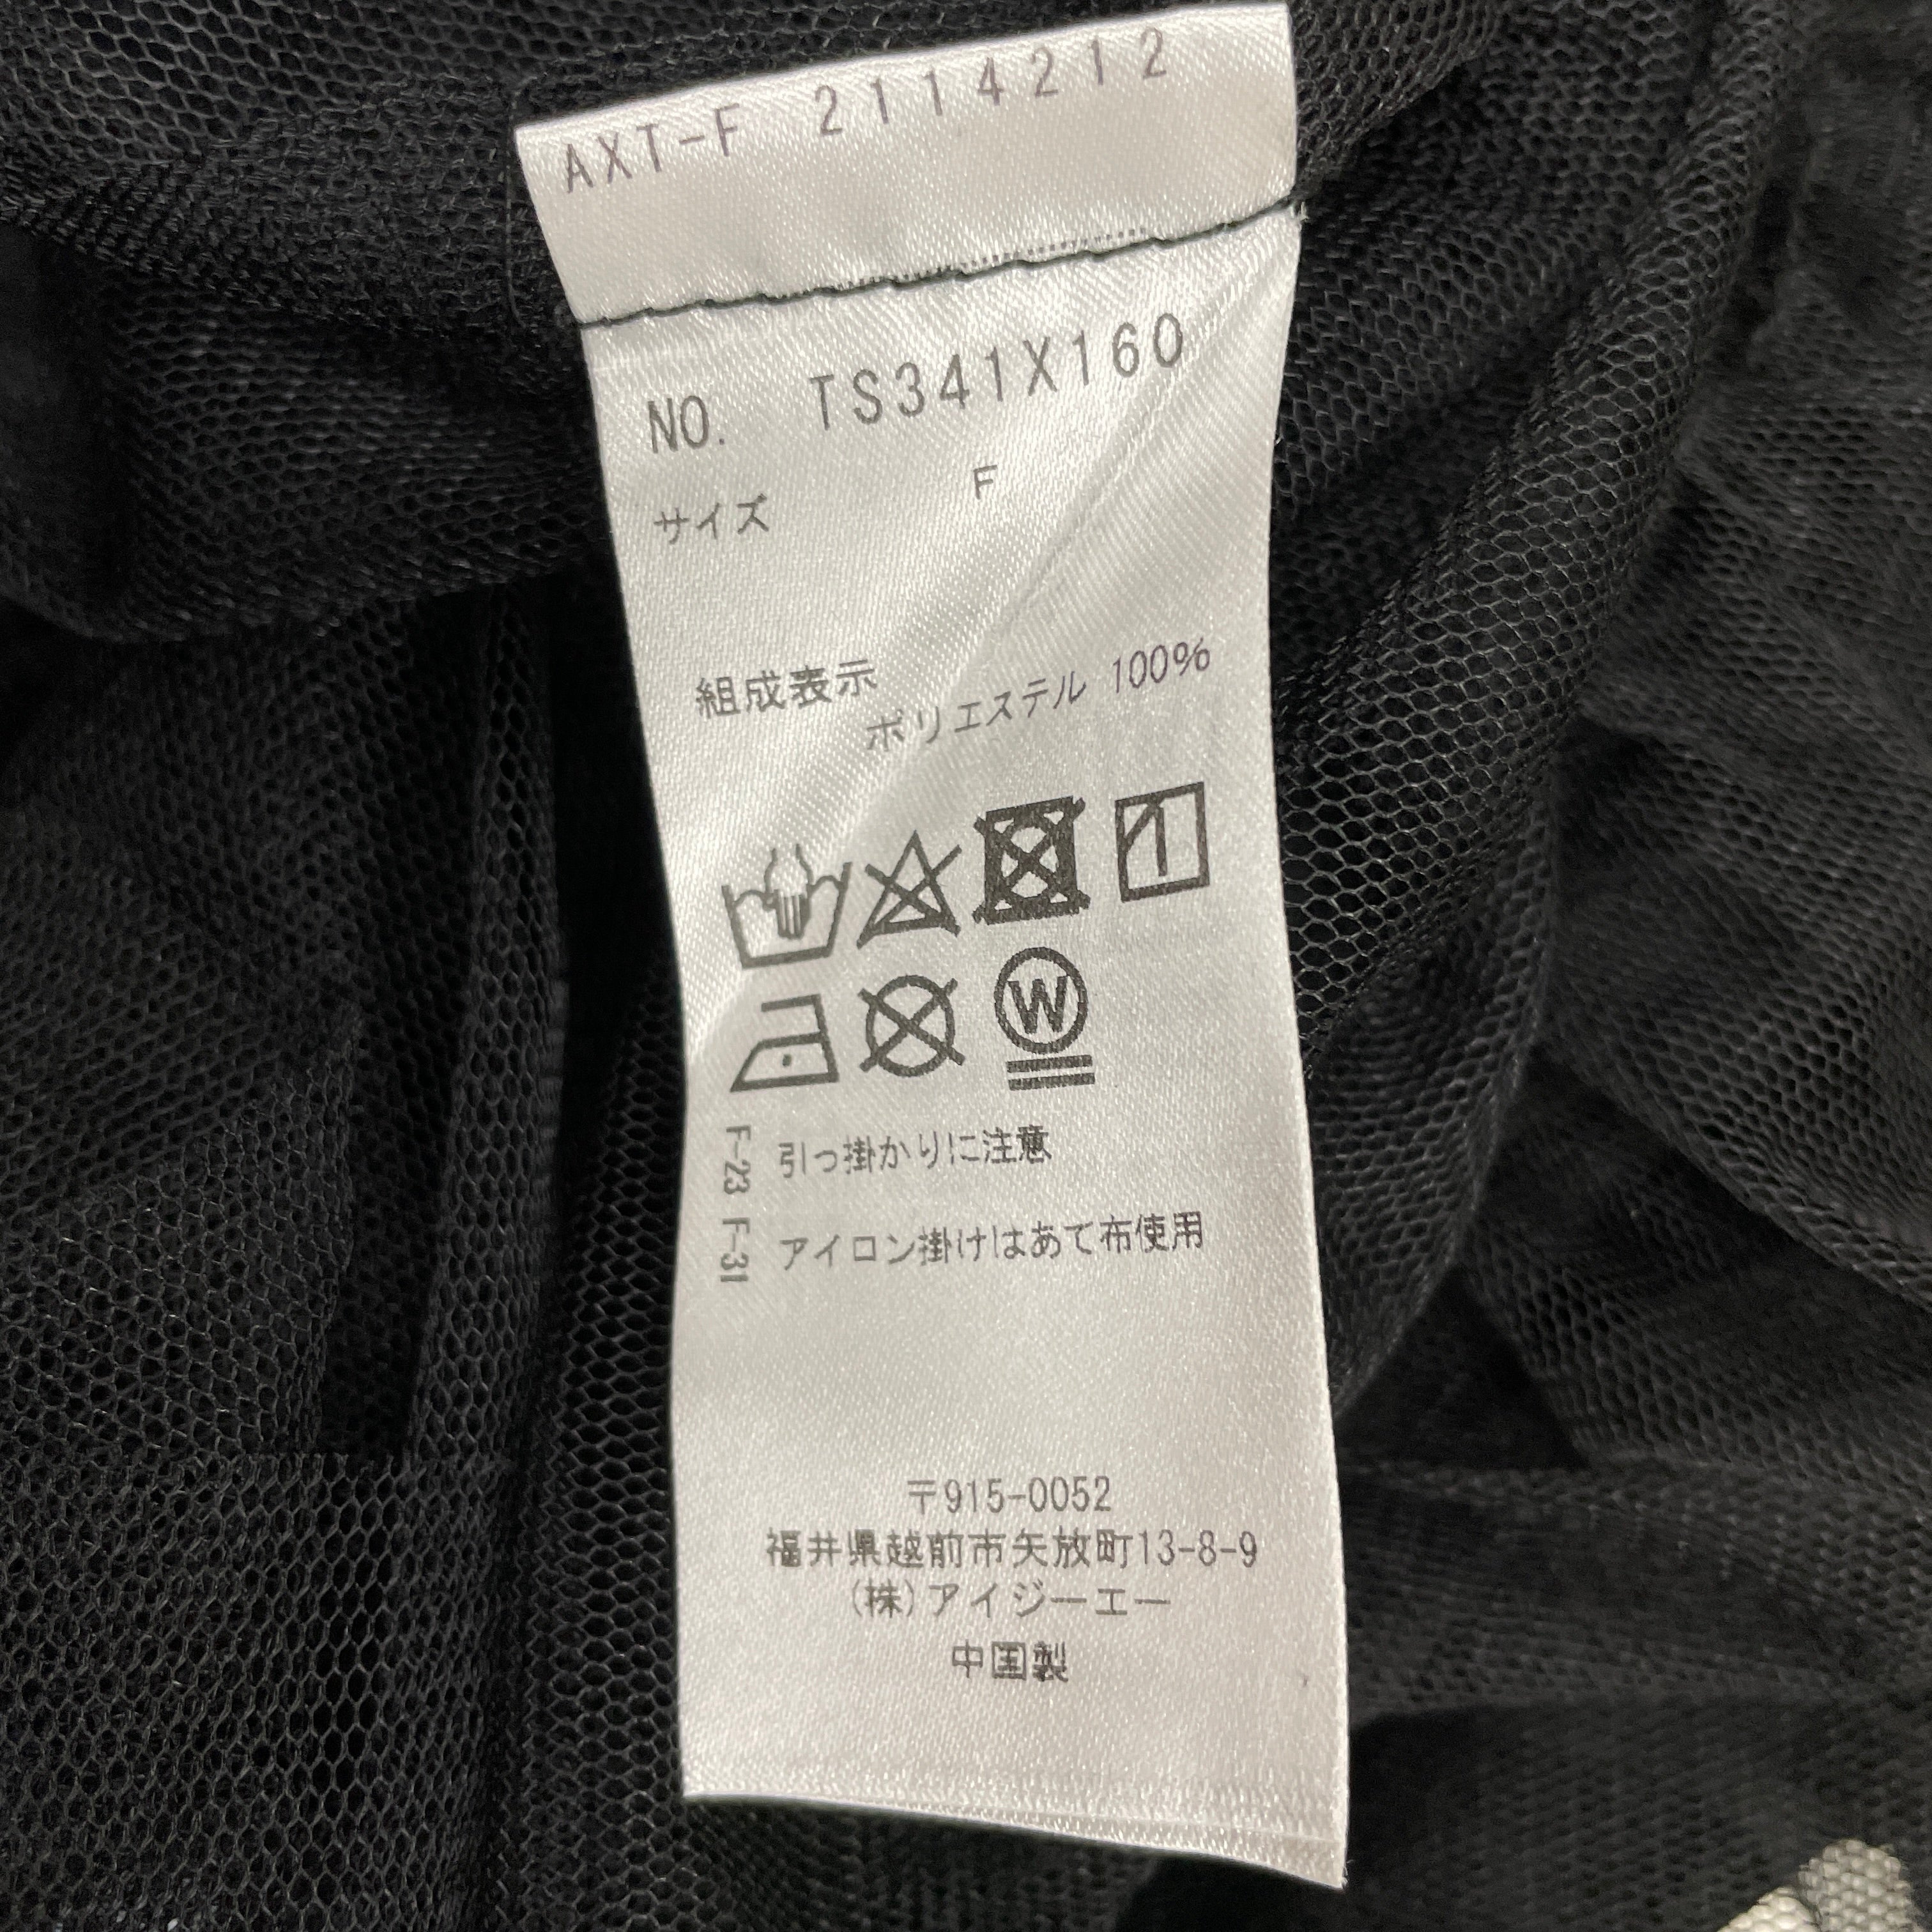 AXT-F 2114212
NO. TS341X160
サイズ F
組成表示
ポリエステル 100%
W
F-23 引っ掛かりに注意
F-31 アイロン掛けはあて布使用
〒915-0052
福井県越前市矢放町13-8-9
(株)アイジーエー
中国製